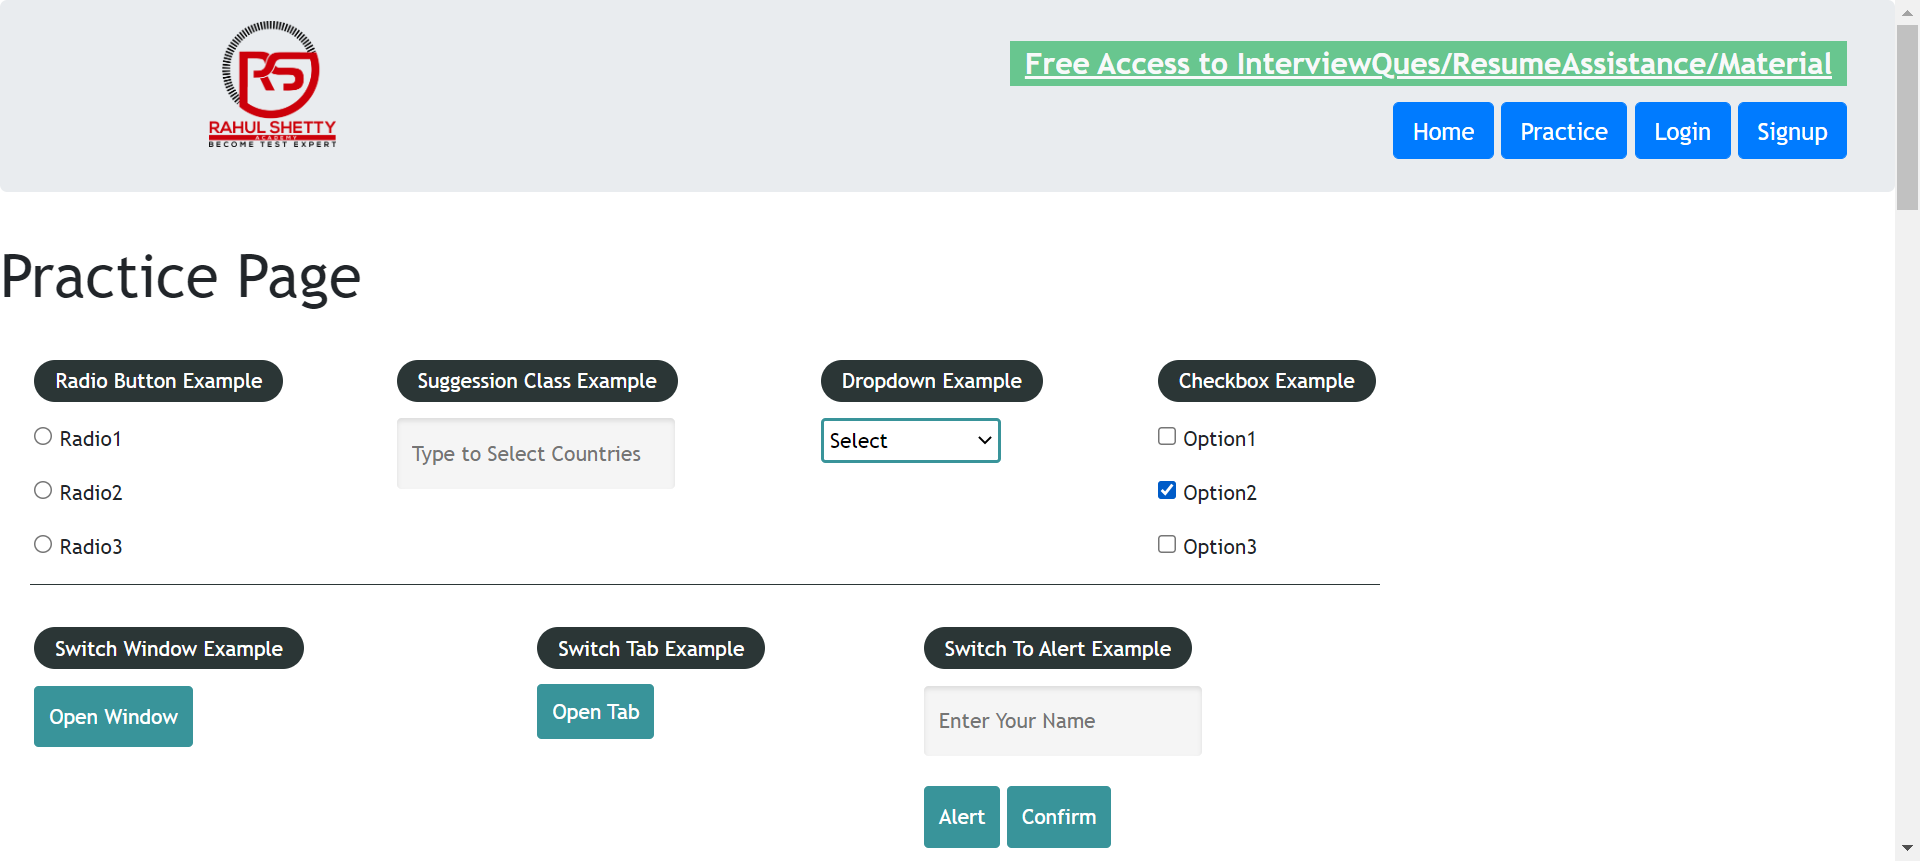 RAHUL SHETTY
ACADEMY
BECOME TEST EXPERT
Free Access to InterviewQues/ResumeAssistance/Material
Home Practice Login Signup
Practice Page
Radio Button Example
Radio1
Radio2
Radio3
Suggession Class Example
Type to Select Countries
Dropdown Example
Select
Checkbox Example
Option1
Option2
Option3
Switch Window Example
Open Window
Switch Tab Example
Open Tab
Switch To Alert Example
Enter Your Name
Alert Confirm